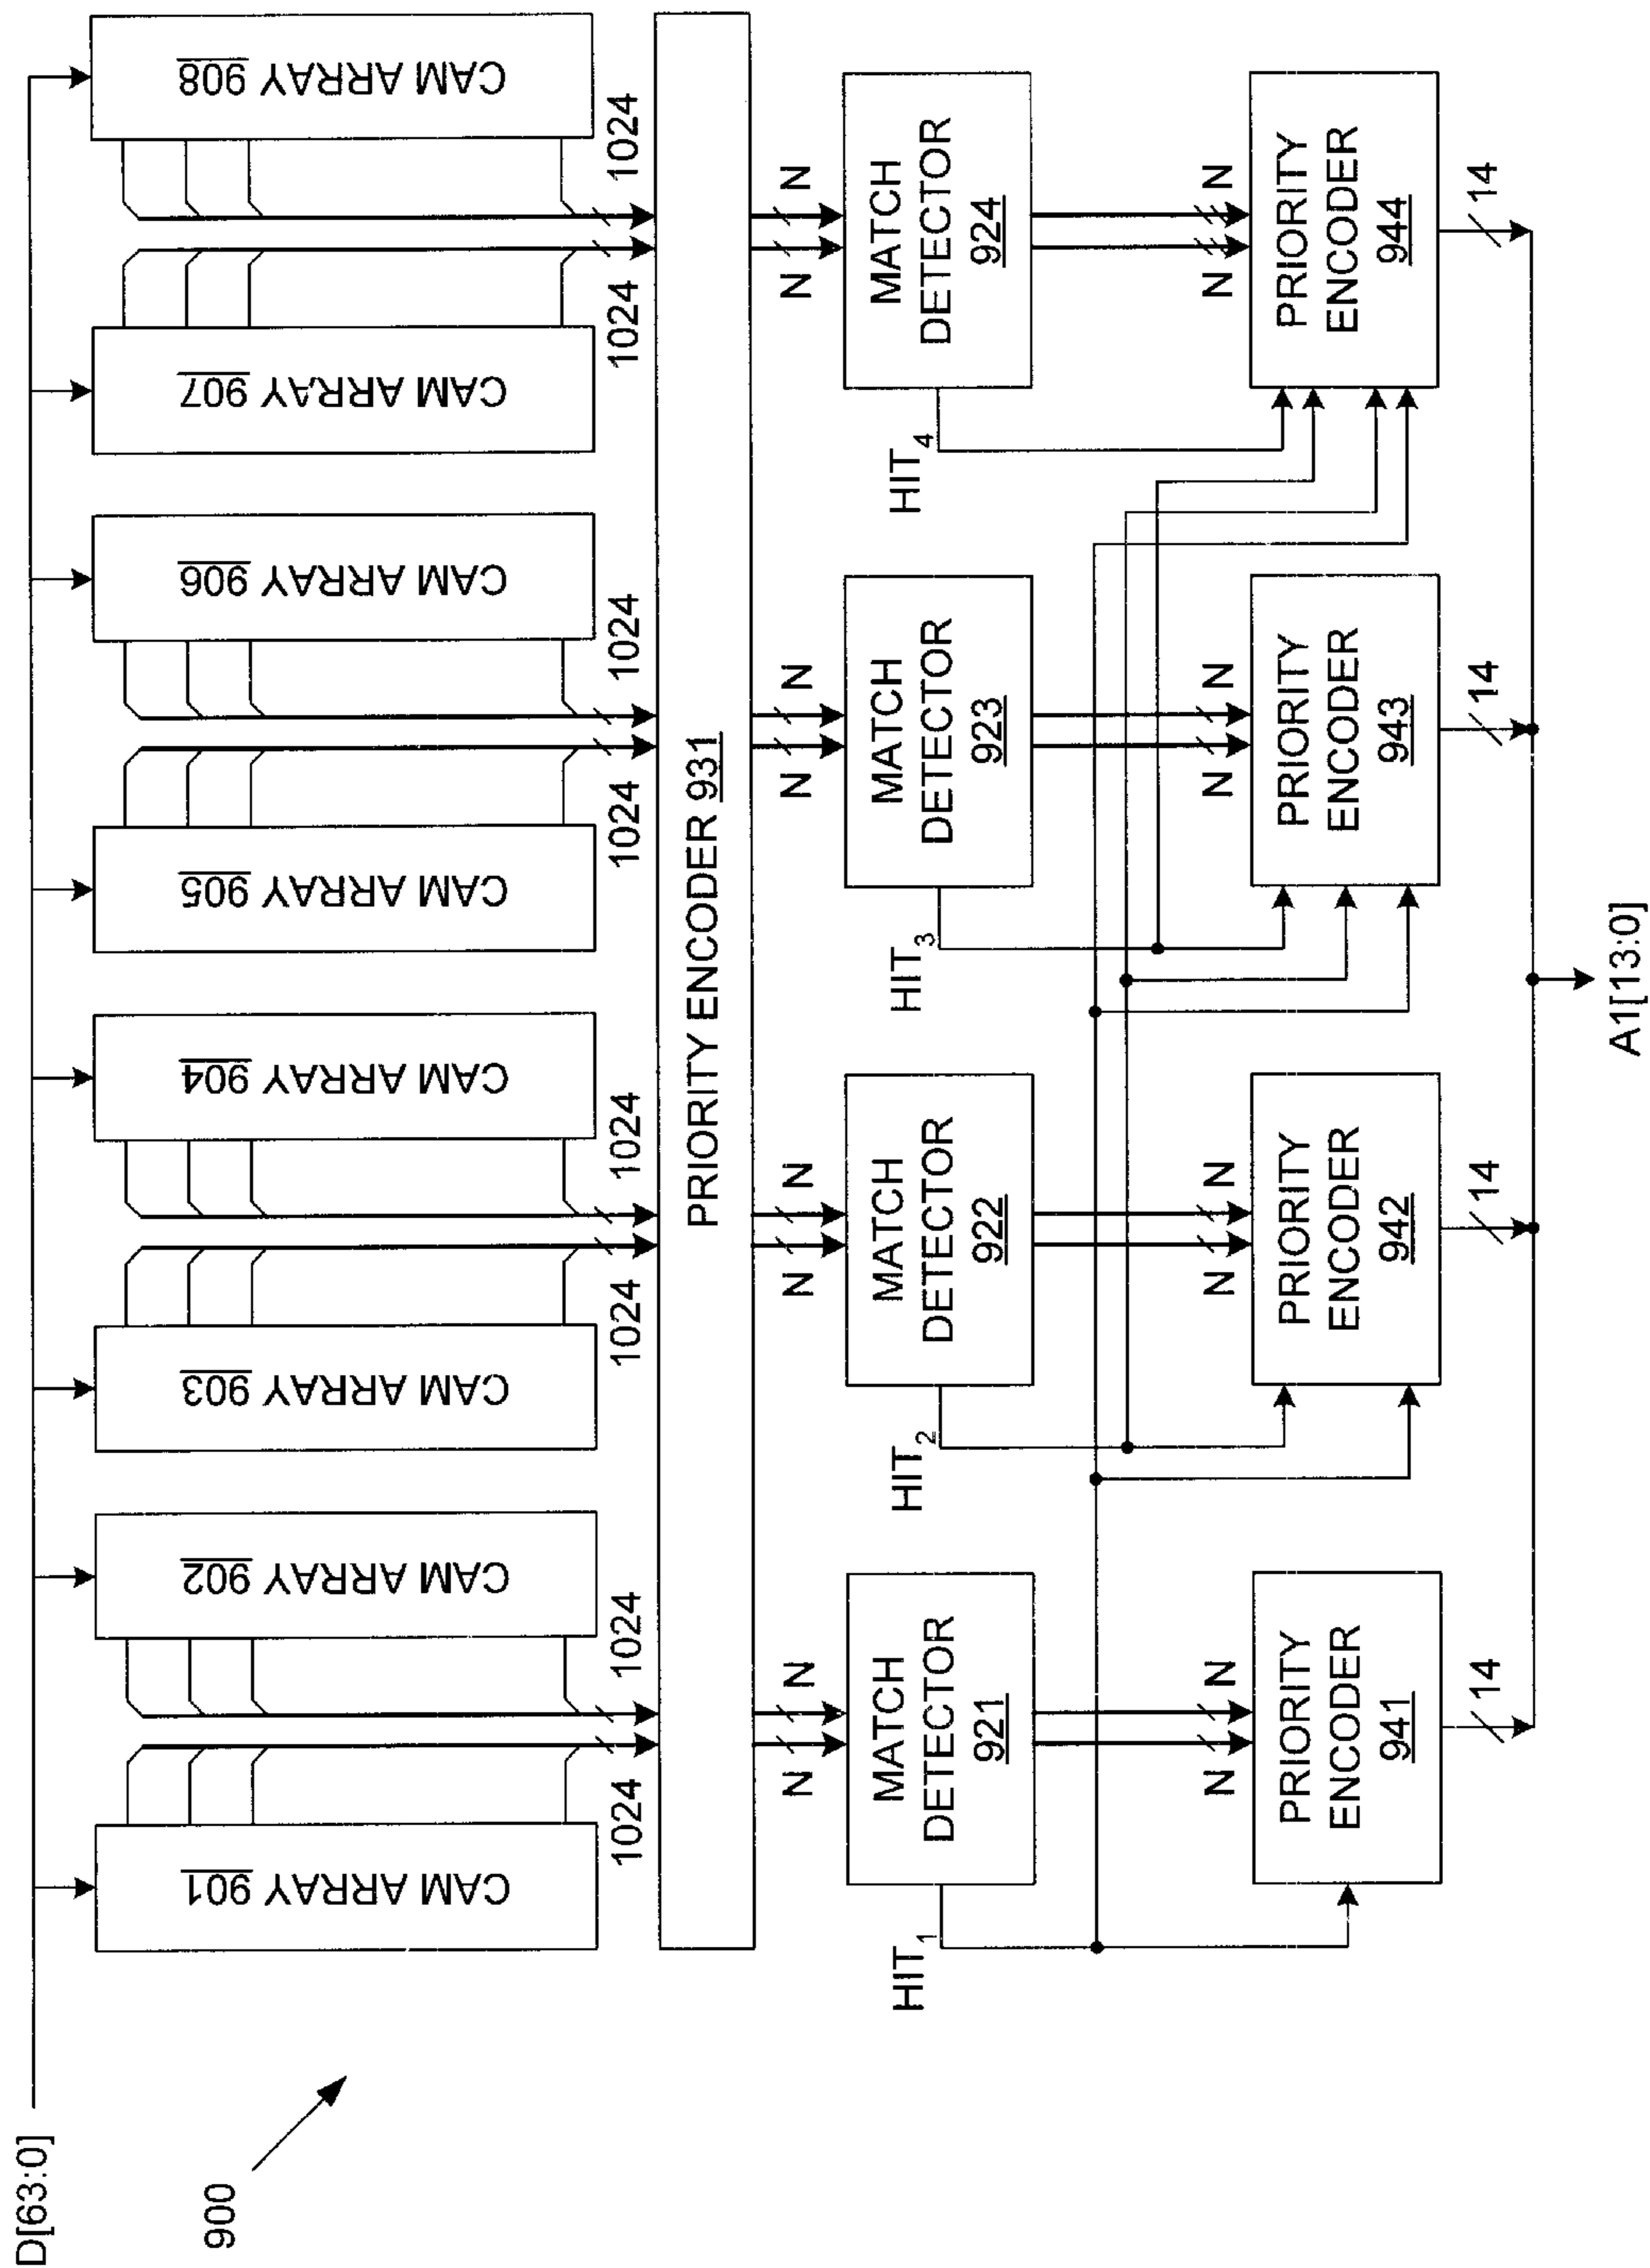 D[63:0]
900
CAM ARRAY 901
CAM ARRAY 902
CAM ARRAY 903
CAM ARRAY 904
CAM ARRAY 905
CAM ARRAY 906
CAM ARRAY 907
CAM ARRAY 908
1024
1024
1024
1024
1024
1024
1024
1024
PRIORITY ENCODER 931
N
N
N
N
N
N
N
N
MATCH
DETECTOR
921
MATCH
DETECTOR
922
MATCH
DETECTOR
923
MATCH
DETECTOR
924
HIT1
HIT2
HIT3
HIT4
N
N
N
N
N
N
N
N
PRIORITY
ENCODER
941
PRIORITY
ENCODER
942
PRIORITY
ENCODER
943
PRIORITY
ENCODER
944
14
14
14
14
A1[13:0]